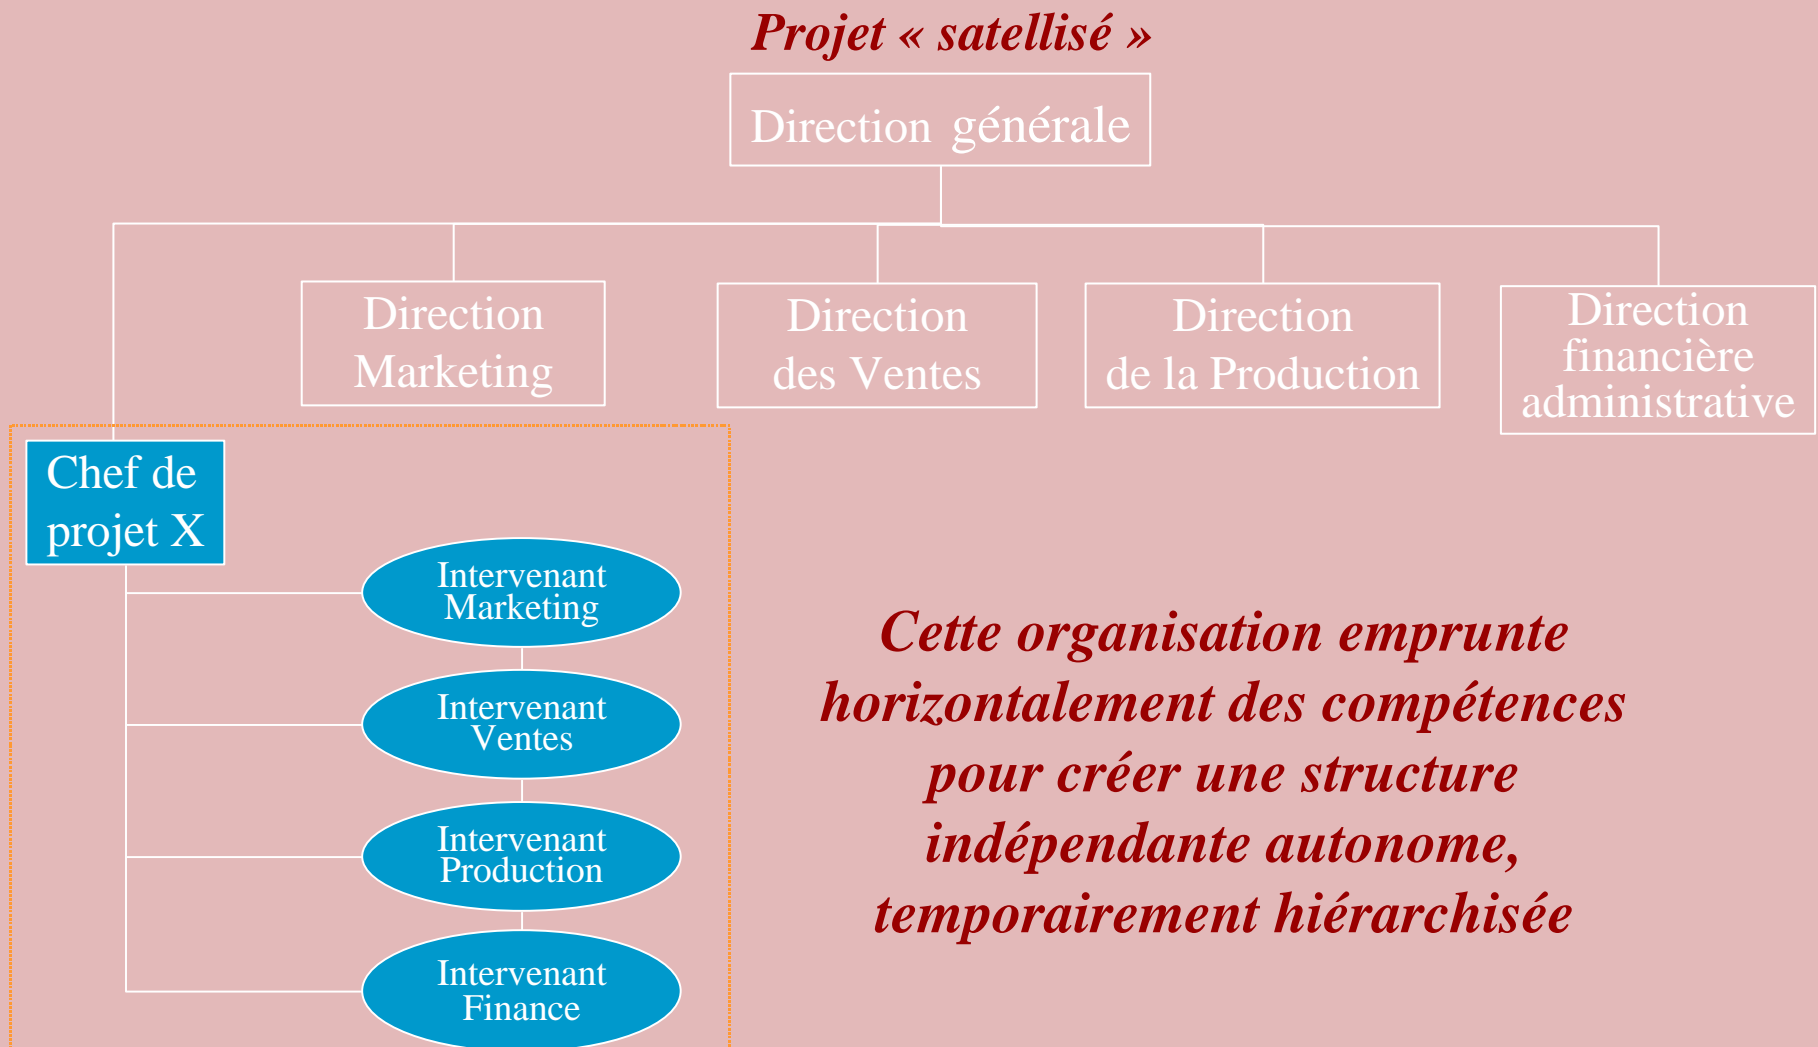 Projet « satellisé »
Direction générale
Direction
Marketing
Direction
des Ventes
Direction
de la Production
Direction
financière
administrative
Chef de
projet X
Intervenant
Marketing
Intervenant
Ventes
Intervenant
Production
Intervenant
Finance
Cette organisation emprunte
horizontalement des compétences
pour créer une structure
indépendante autonome,
temporairement hiérarchisée